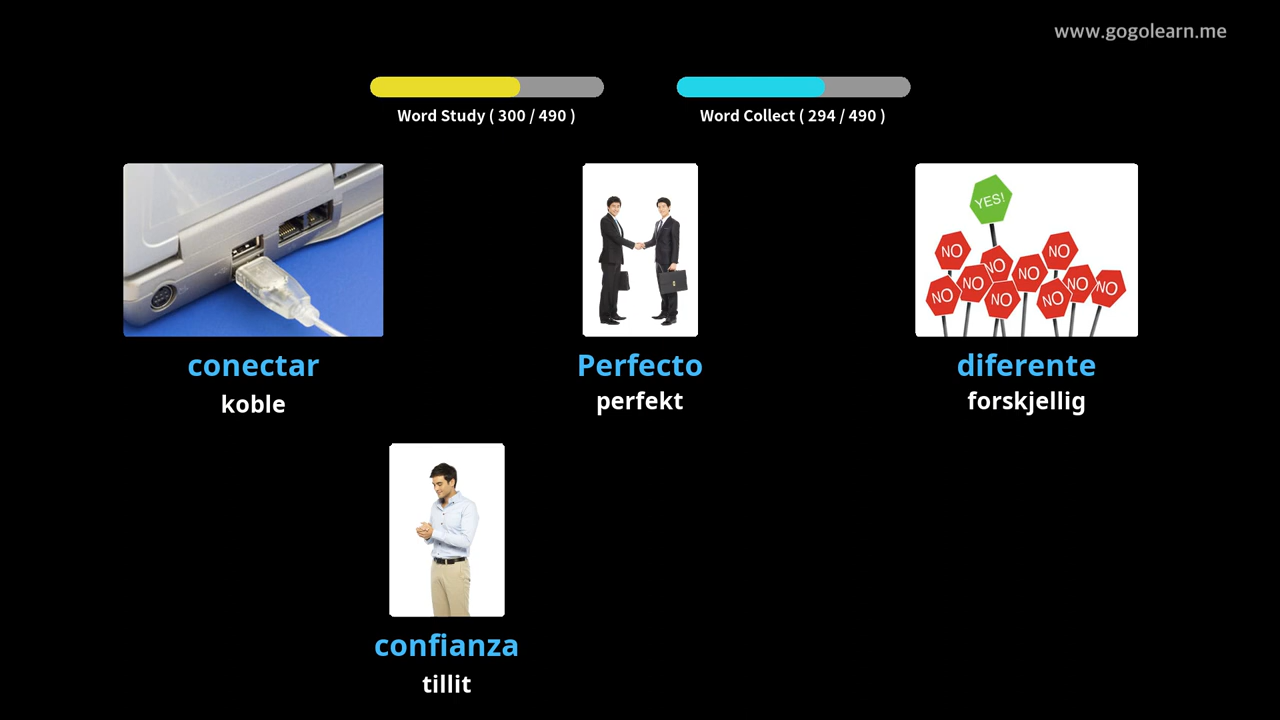 www.gogolearn.me
Word Study ( 300 / 490 )
Word Collect ( 294 / 490 )
YES!
NO
NO
NO
NO
NO
NO
NO
NO
NO
conectar
koble
Perfecto
perfekt
diferente
forskjellig
confianza
tillit